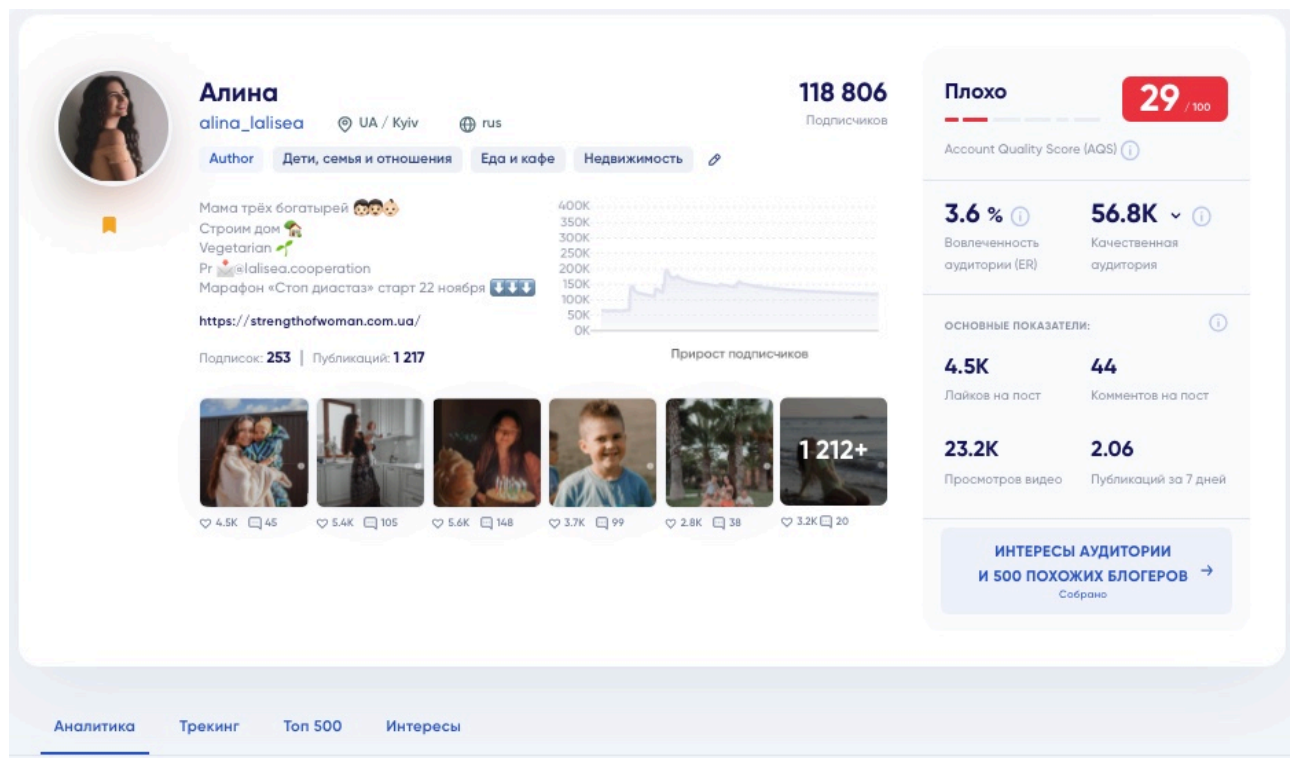 Алина
alina_lalisea
UA / Kyiv
rus
118 806
Подписчиков
Author
Дети, семья и отношения
Еда и кафе
Недвижимость
Мама трёх богатырей 👦🏻👦🏻👶🏻
Строим дом 🏡
Vegetarian 🌱
Pr 📩@lalisea.cooperation
Марафон «Стоп диастаз» старт 22 ноября ⬇️⬇️⬇️
https://strengthofwoman.com.ua/
Подписок: 253 | Публикаций: 1 217
400K
350K
300K
250K
200K
150K
100K
50K
0K
Прирост подписчиков
1 212+
4.5K 45
5.4K 105
5.6K 148
3.7K 99
2.8K 38
3.2K 20
Плохо
29 / 100
Account Quality Score (AQS)
3.6 %
Вовлеченность
аудитории (ER)
56.8K
Качественная
аудитория
ОСНОВНЫЕ ПОКАЗАТЕЛИ:
4.5K
Лайков на пост
44
Комментов на пост
23.2K
Просмотров видео
2.06
Публикаций за 7 дней
ИНТЕРЕСЫ АУДИТОРИИ
И 500 ПОХОЖИХ БЛОГЕРОВ
Собрано
Аналитика
Трекинг
Топ 500
Интересы